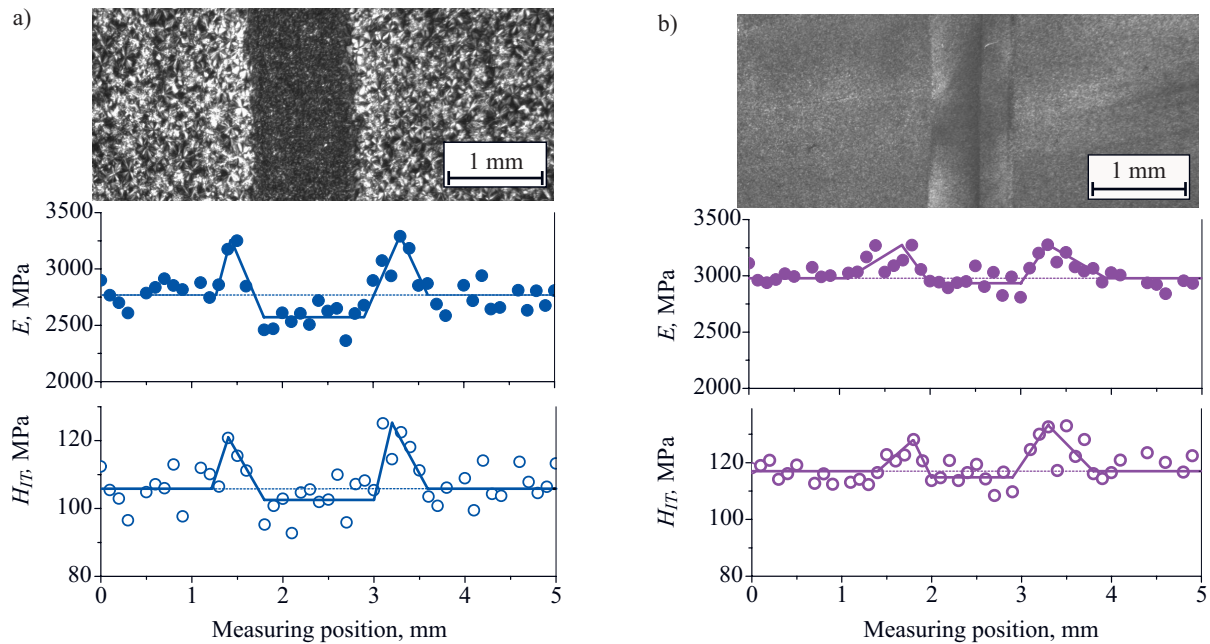 a)
1 mm
3500
3000
2500
2000
E, MPa
120
100
80
H_IT, MPa
0 1 2 3 4 5
Measuring position, mm
b)
1 mm
3500
3000
2500
2000
E, MPa
140
120
100
80
H_IT, MPa
0 1 2 3 4 5
Measuring position, mm